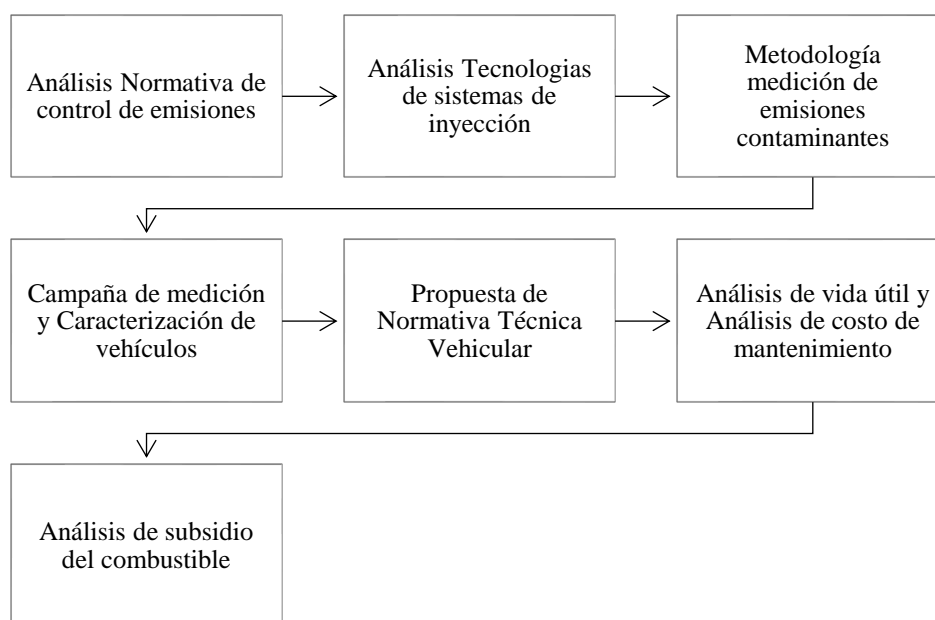 Análisis Normativa de
control de emisiones
Análisis Tecnologias
de sistemas de
inyección
Metodología
medición de
emisiones
contaminantes
Campaña de medición
y Caracterización de
vehículos
Propuesta de
Normativa Técnica
Vehicular
Análisis de vida útil y
Análisis de costo de
mantenimiento
Análisis de subsidio
del combustible